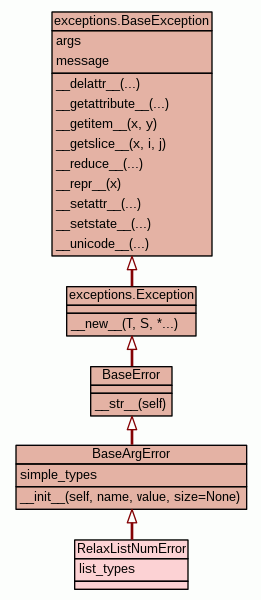 exceptions.BaseException
args
message
__delattr__(...)
__getattribute__(...)
__getitem__(x, y)
__getslice__(x, i, j)
__reduce__(...)
__repr__(x)
__setattr__(...)
__setstate__(...)
__unicode__(...)
exceptions.Exception
__new__(T, S, *...)
BaseError
__str__(self)
BaseArgError
simple_types
__init__(self, name, value, size=None)
RelaxListNumError
list_types